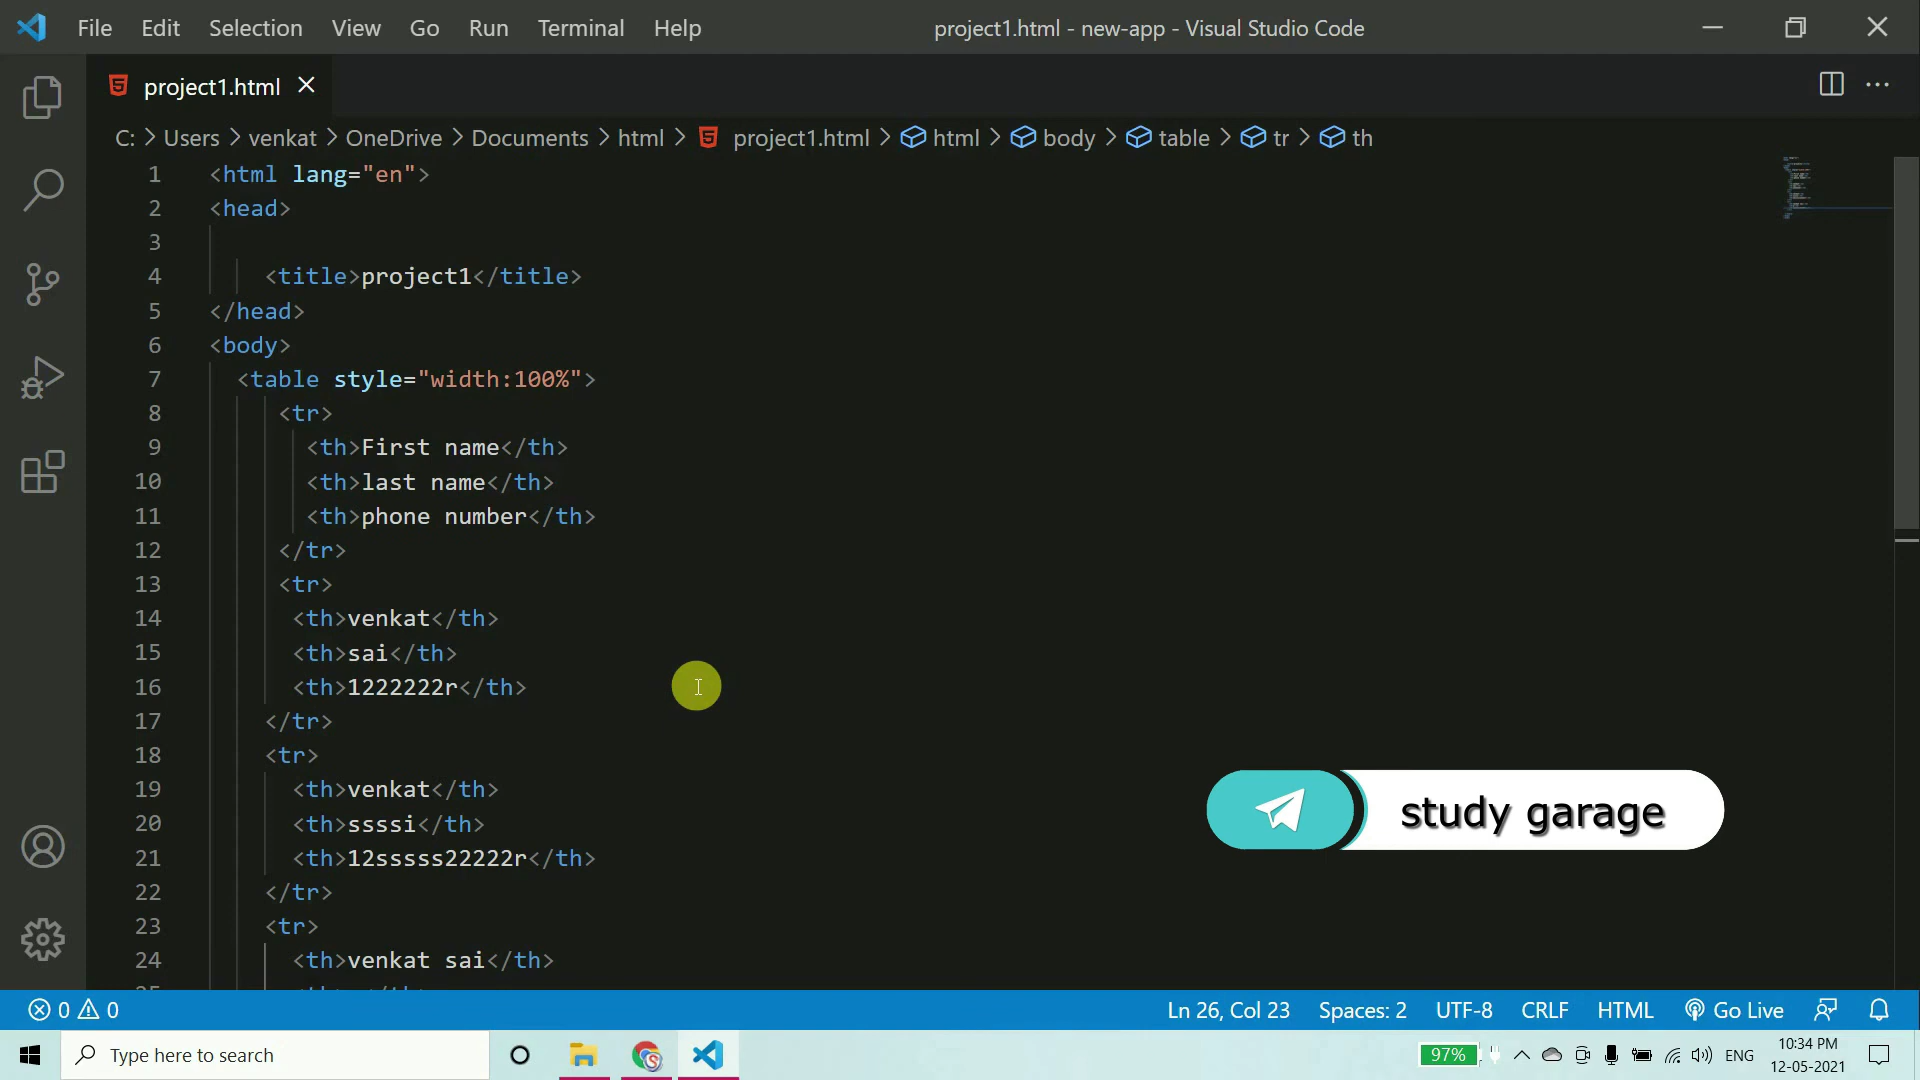 File Edit Selection View Go Run Terminal Help project1.html - new-app - Visual Studio Code
project1.html
C: > Users > venkat > OneDrive > Documents > html > project1.html > html > body > table > tr > th
1 <html lang="en">
2 <head>
3
4 <title>project1</title>
5 </head>
6 <body>
7 <table style="width:100%">
8 <tr>
9 <th>First name</th>
10 <th>last name</th>
11 <th>phone number</th>
12 </tr>
13 <tr>
14 <th>venkat</th>
15 <th>sai</th>
16 <th>1222222r</th>
17 </tr>
18 <tr>
19 <th>venkat</th>
20 <th>ssssi</th>
21 <th>12sssss22222r</th>
22 </tr>
23 <tr>
24 <th>venkat sai</th>
study garage
0 0 Ln 26, Col 23 Spaces: 2 UTF-8 CRLF HTML Go Live
Type here to search 97% ENG 10:34 PM
12-05-2021